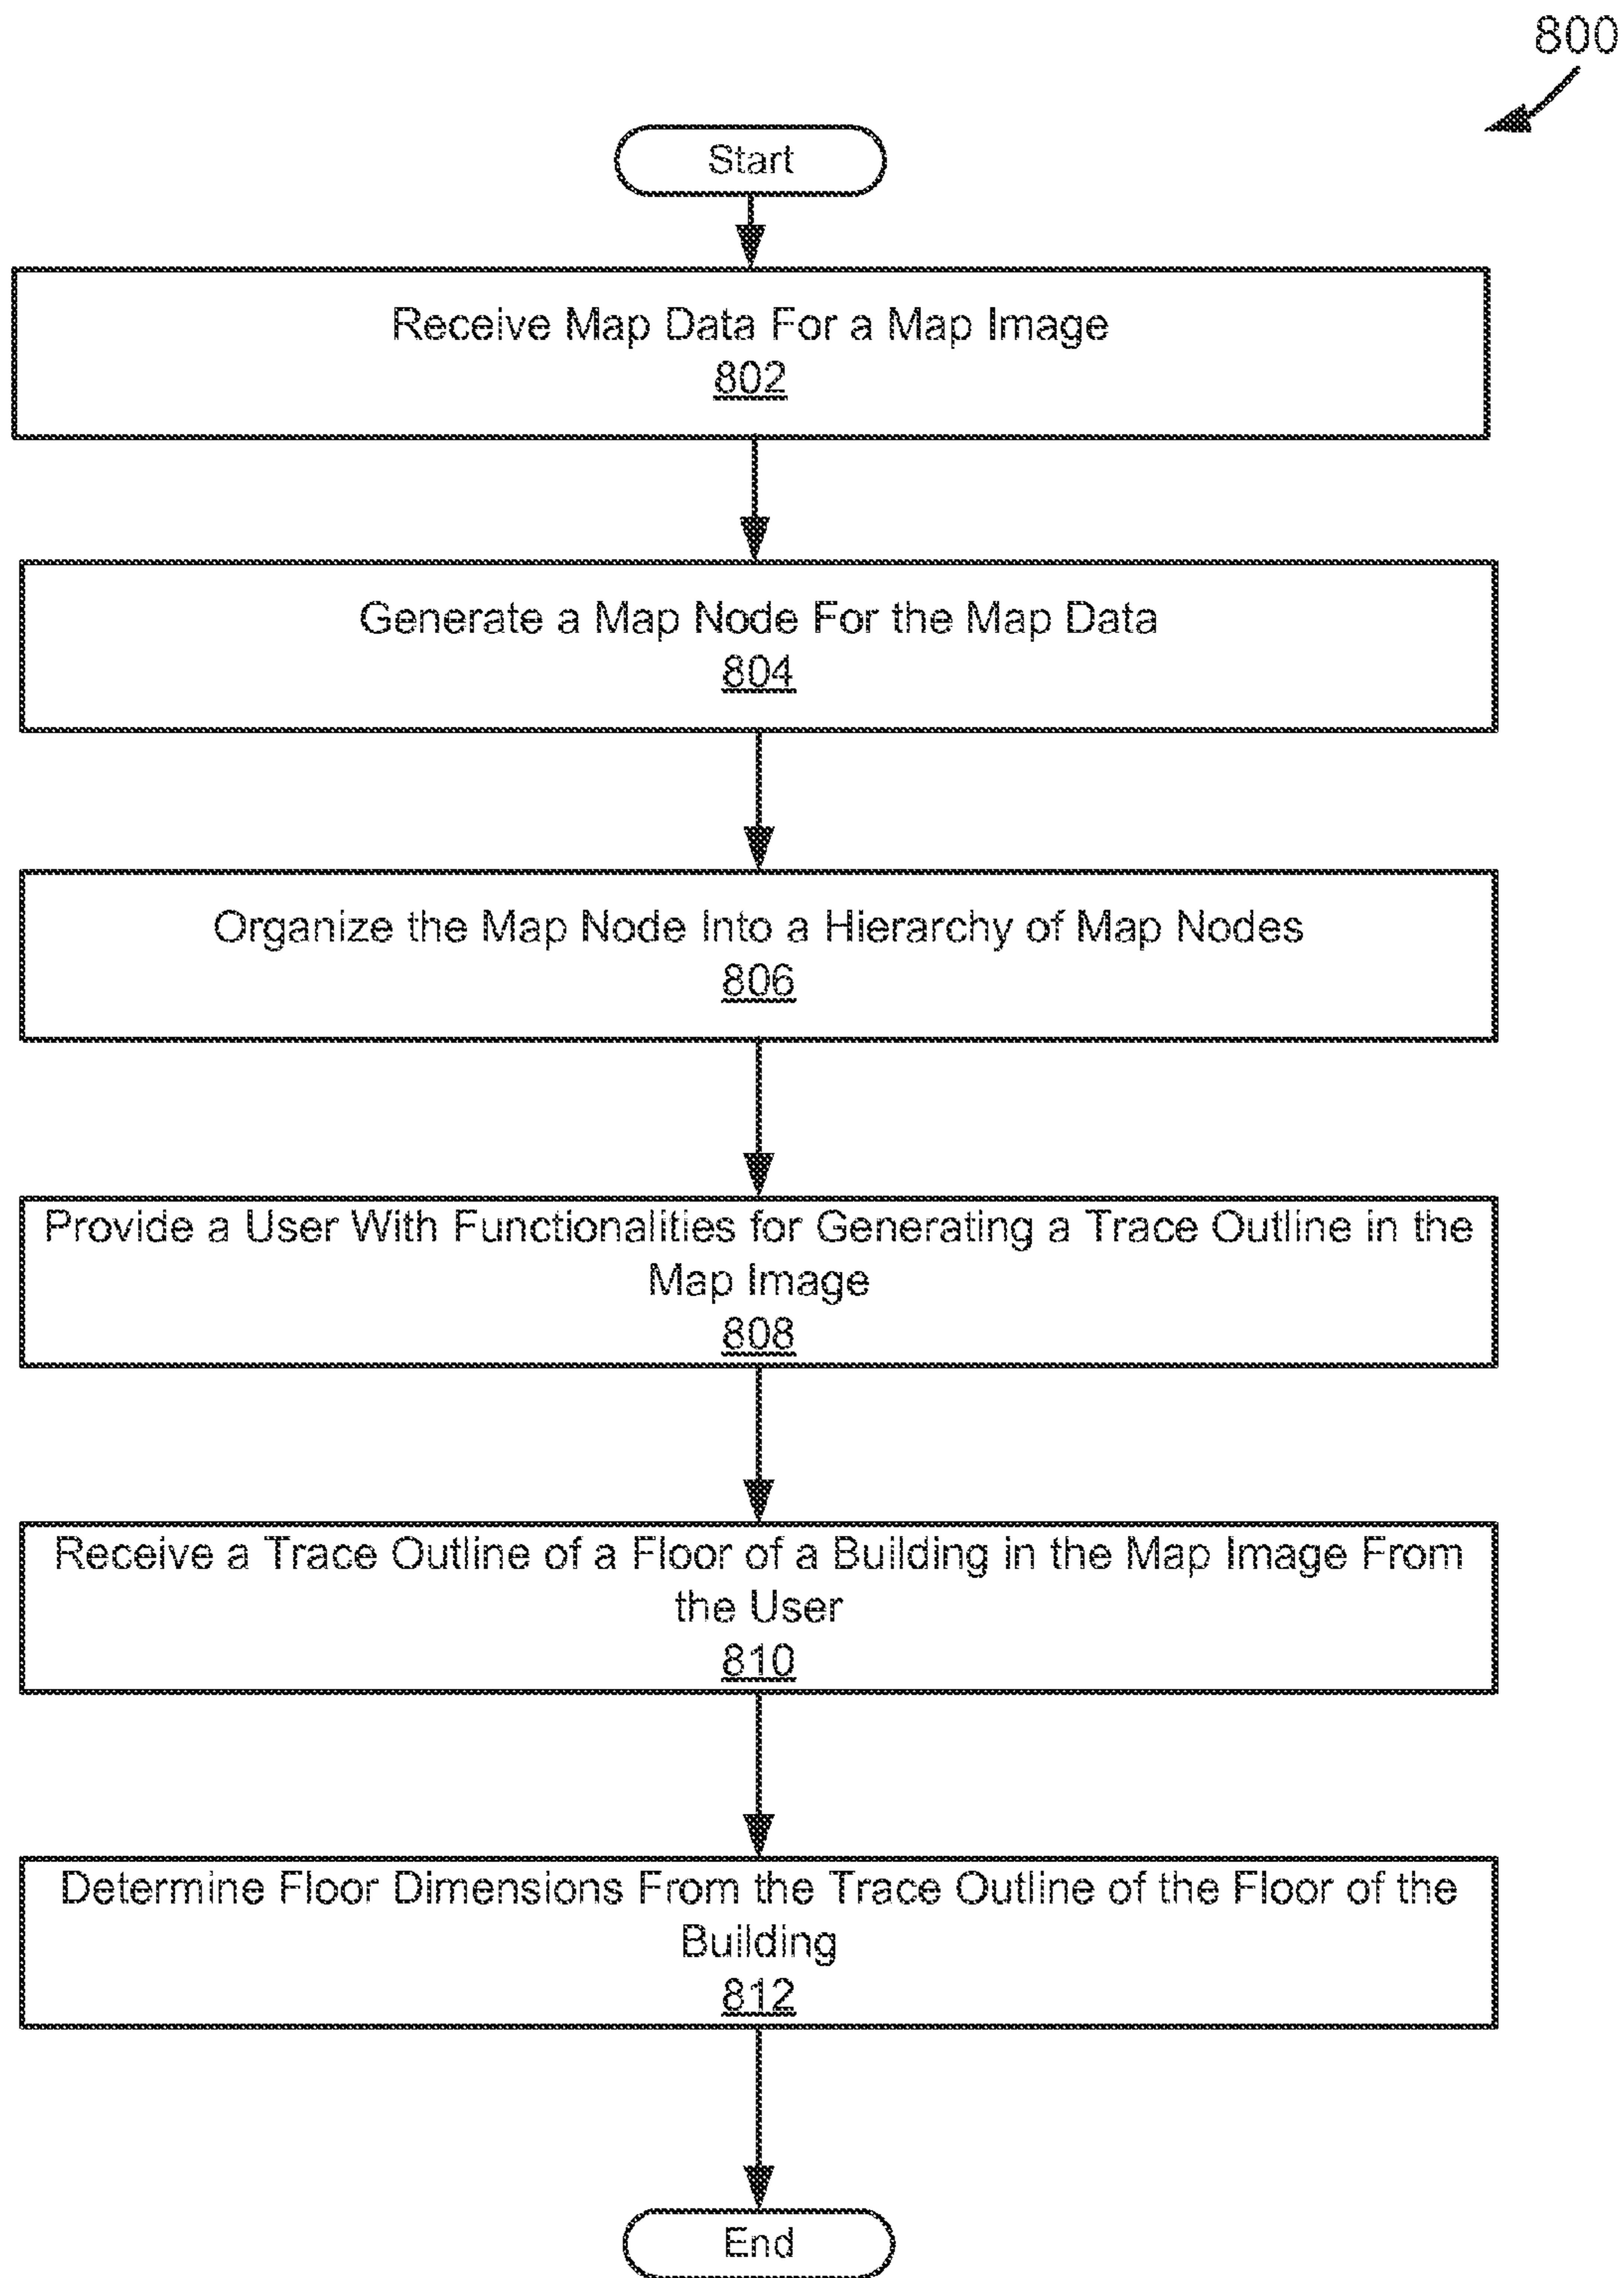 800
Start
Receive Map Data For a Map Image
802
Generate a Map Node For the Map Data
804
Organize the Map Node Into a Hierarchy of Map Nodes
806
Provide a User With Functionalities for Generating a Trace Outline in the
Map Image
808
Receive a Trace Outline of a Floor of a Building in the Map Image From
the User
810
Determine Floor Dimensions From the Trace Outline of the Floor of the
Building
812
End